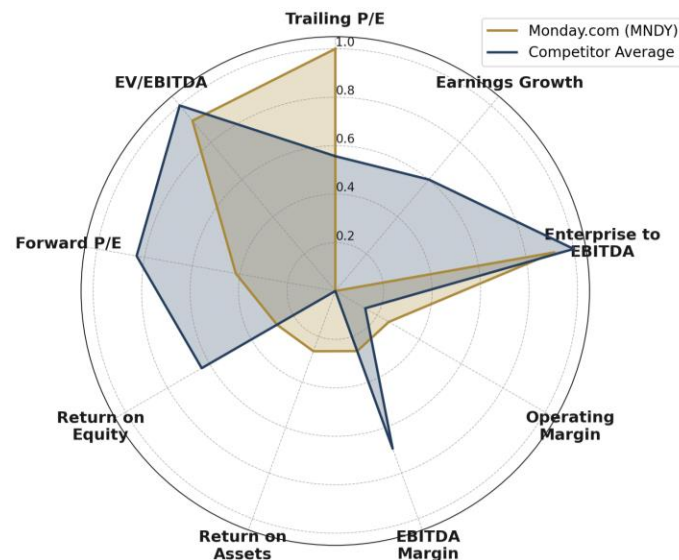 Trailing P/E
Monday.com (MNDY)
Competitor Average
1.0
0.8
0.6
0.4
0.2
Earnings Growth
EV/EBITDA
Enterprise to
EBITDA
Forward P/E
Operating
Margin
Return on
Equity
EBITDA
Margin
Return on
Assets